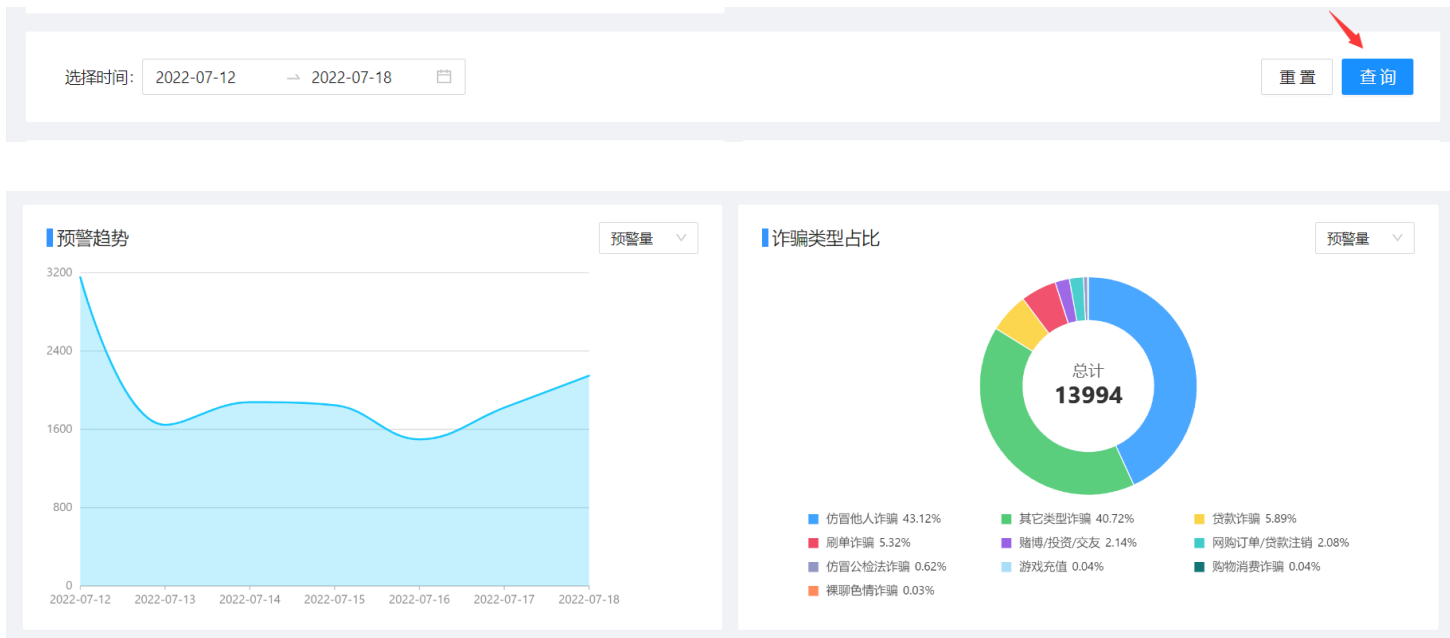 选择时间: 2022-07-12 → 2022-07-18 重置 查询
预警趋势 预警量
3200
2400
1600
800
0
2022-07-12 2022-07-13 2022-07-14 2022-07-15 2022-07-16 2022-07-17 2022-07-18
诈骗类型占比 预警量
总计
13994
仿冒他人诈骗 43.12% 其它类型诈骗 40.72% 贷款诈骗 5.89%
刷单诈骗 5.32% 赌博/投资/交友 2.14% 网购订单/贷款注销 2.08%
仿冒公检法诈骗 0.62% 游戏充值 0.04% 购物消费诈骗 0.04%
裸聊色情诈骗 0.03%